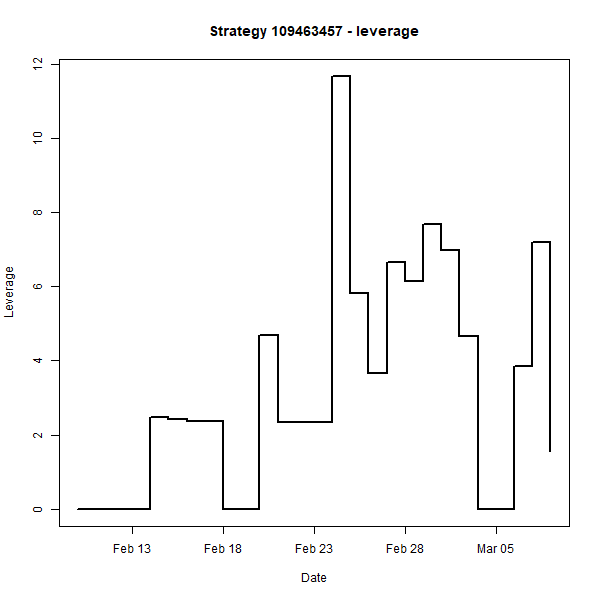 Strategy 109463457 - leverage
12
10
8
6
4
2
0
Leverage
Feb 13
Feb 18
Feb 23
Feb 28
Mar 05
Date